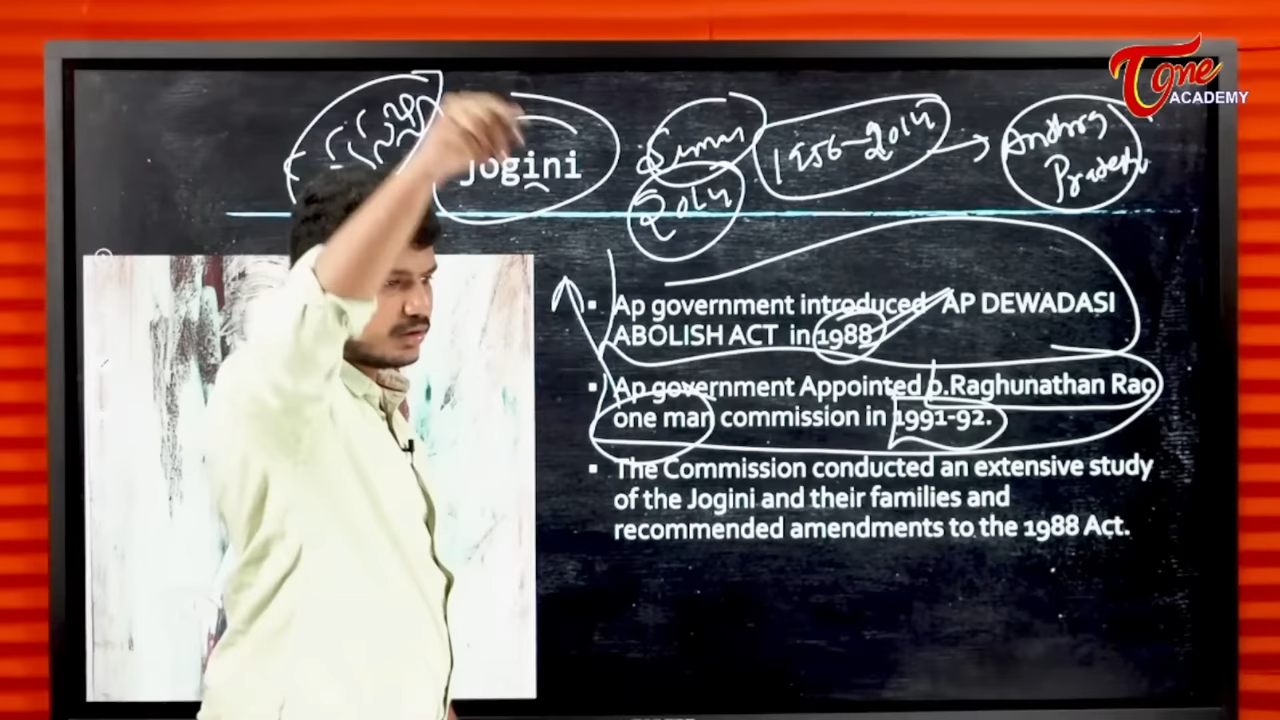 Tone
ACADEMY
Jogini
2014
1956-2014
Andhra
Pradesh
▪ Ap government introduced AP DEWADASI
ABOLISH ACT in 1988
▪ Ap government Appointed p.Raghunathan Rao
one man commission in 1991-92.
▪ The Commission conducted an extensive study
of the Jogini and their families and
recommended amendments to the 1988 Act.